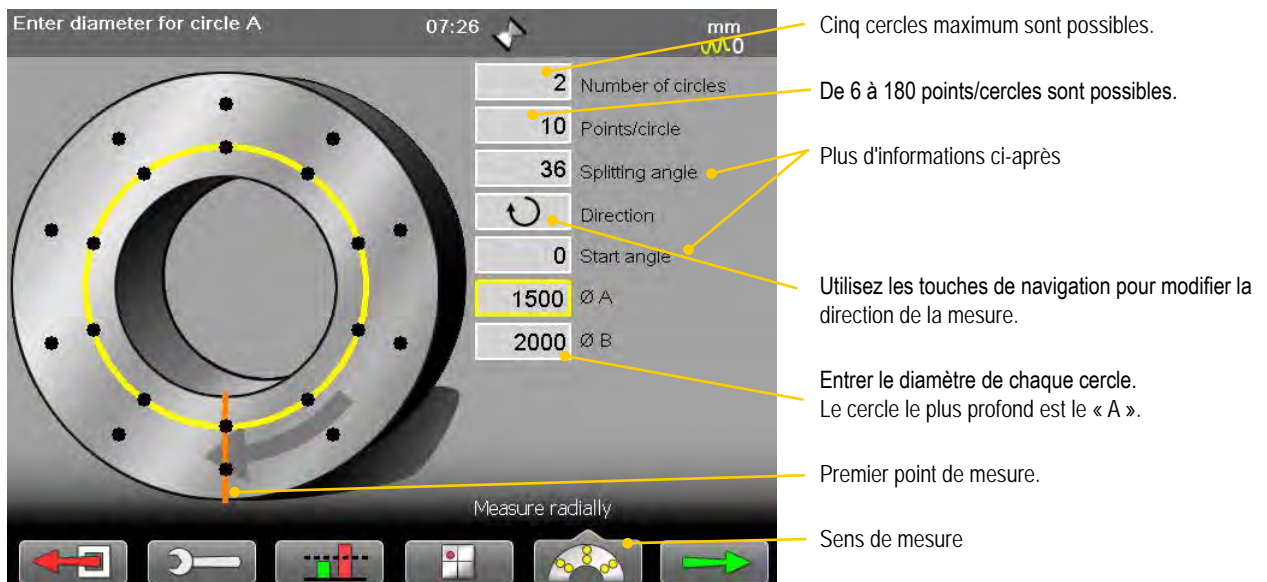 Enter diameter for circle A
07:26
mm
0
2 Number of circles
10 Points/circle
36 Splitting angle
Direction
0 Start angle
1500 Ø A
2000 Ø B
Measure radially
Cinq cercles maximum sont possibles.
De 6 à 180 points/cercles sont possibles.
Plus d'informations ci-après
Utilisez les touches de navigation pour modifier la
direction de la mesure.
Entrer le diamètre de chaque cercle.
Le cercle le plus profond est le « A ».
Premier point de mesure.
Sens de mesure